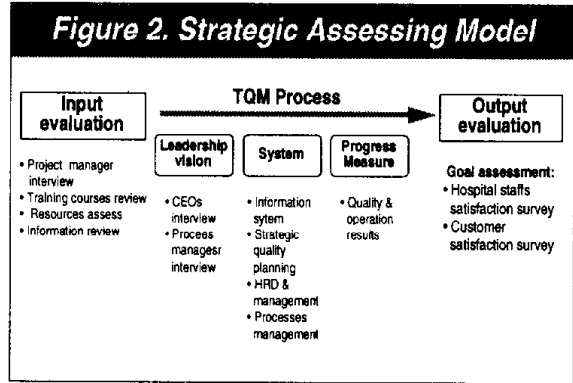 Figure 2. Strategic Assessing Model
Input
evaluation
• Project manager
interview
• Training courses review
• Resources assess
• Information review
TQM Process
Leadership
vision
• CEOs
interview
• Procees
managesr
interview
System
• Information
sytem
• Strategic
quality
planning
• HRD &
management
• Processes
management
Progress
Measure
• Quality &
operation
results
Output
evaluation
Goal assessment:
• Hospital staffs
satisfaction survey
• Customer
satisfaction survey